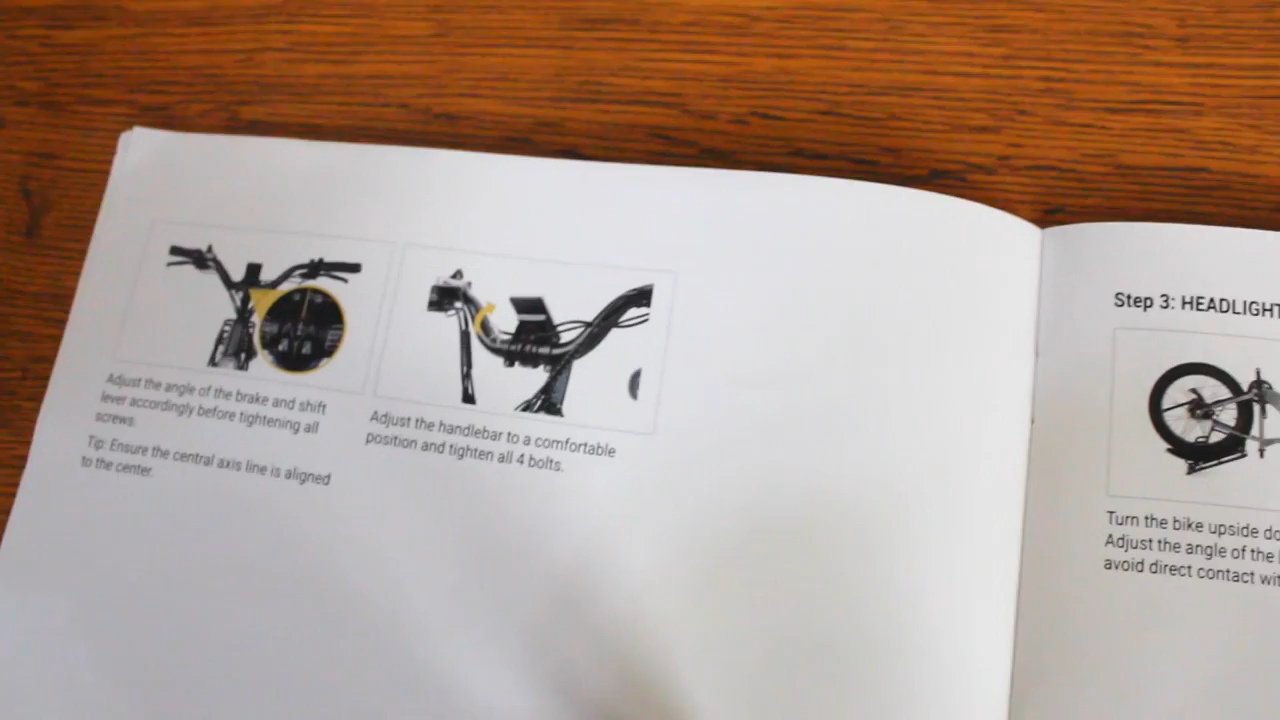 Adjust the angle of the brake and shift
lever accordingly before tightening all
screws.
Tip: Ensure the central axis line is aligned
to the center.
Adjust the handlebar to a comfortable
position and tighten all 4 bolts.
Step 3: HEADLIGHT
Turn the bike upside do
Adjust the angle of the
avoid direct contact wit